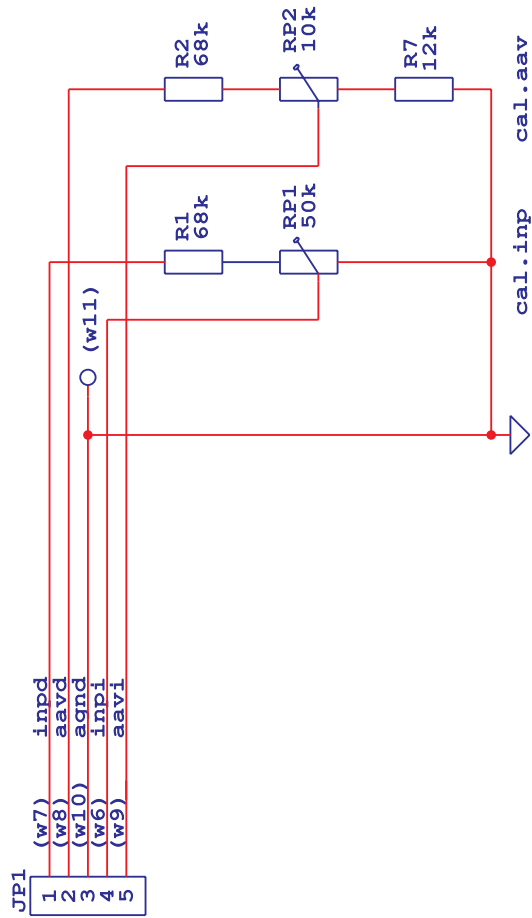 JP1
1
2
3
4
5
(w7)
(w8)
(w10)
(w6)
(w9)
inpd
aavd
agnd
inpi
aavi
(w11)
R1
68k
RP1
50k
cal.inp
R2
68k
RP2
10k
R7
12k
cal.aav